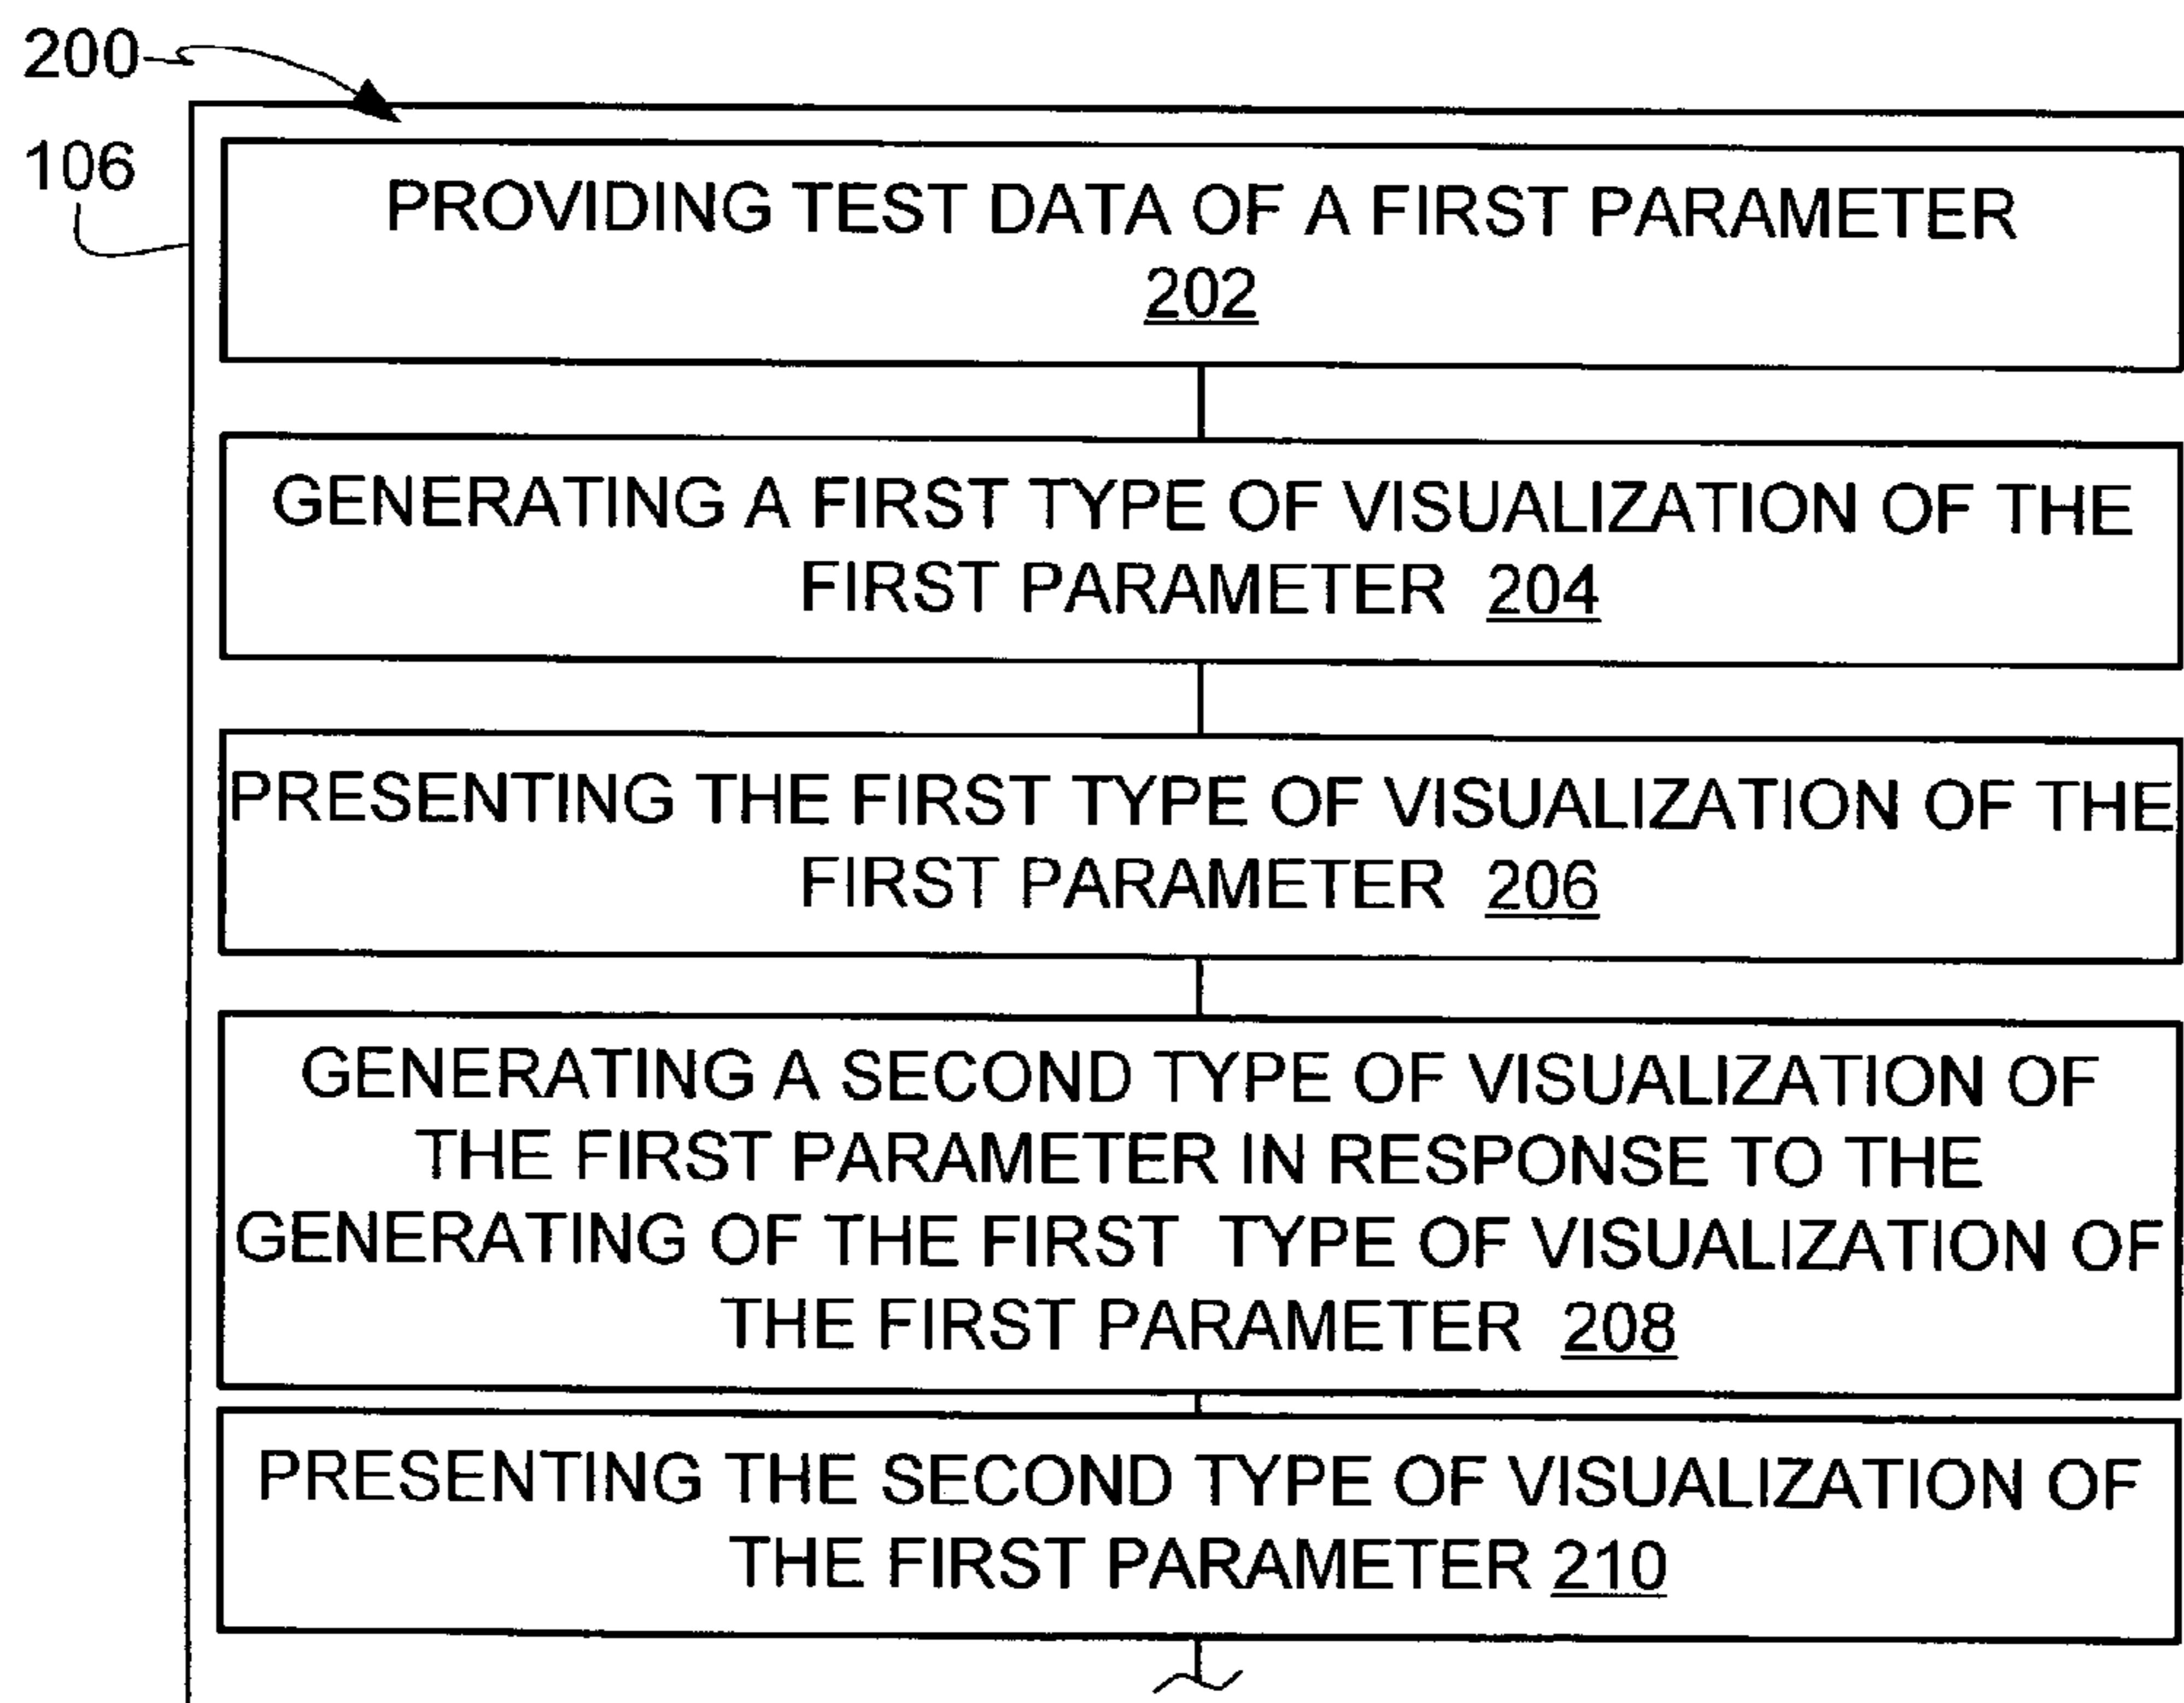 200
106
PROVIDING TEST DATA OF A FIRST PARAMETER
202
GENERATING A FIRST TYPE OF VISUALIZATION OF THE
FIRST PARAMETER 204
PRESENTING THE FIRST TYPE OF VISUALIZATION OF THE
FIRST PARAMETER 206
GENERATING A SECOND TYPE OF VISUALIZATION OF
THE FIRST PARAMETER IN RESPONSE TO THE
GENERATING OF THE FIRST TYPE OF VISUALIZATION OF
THE FIRST PARAMETER 208
PRESENTING THE SECOND TYPE OF VISUALIZATION OF
THE FIRST PARAMETER 210